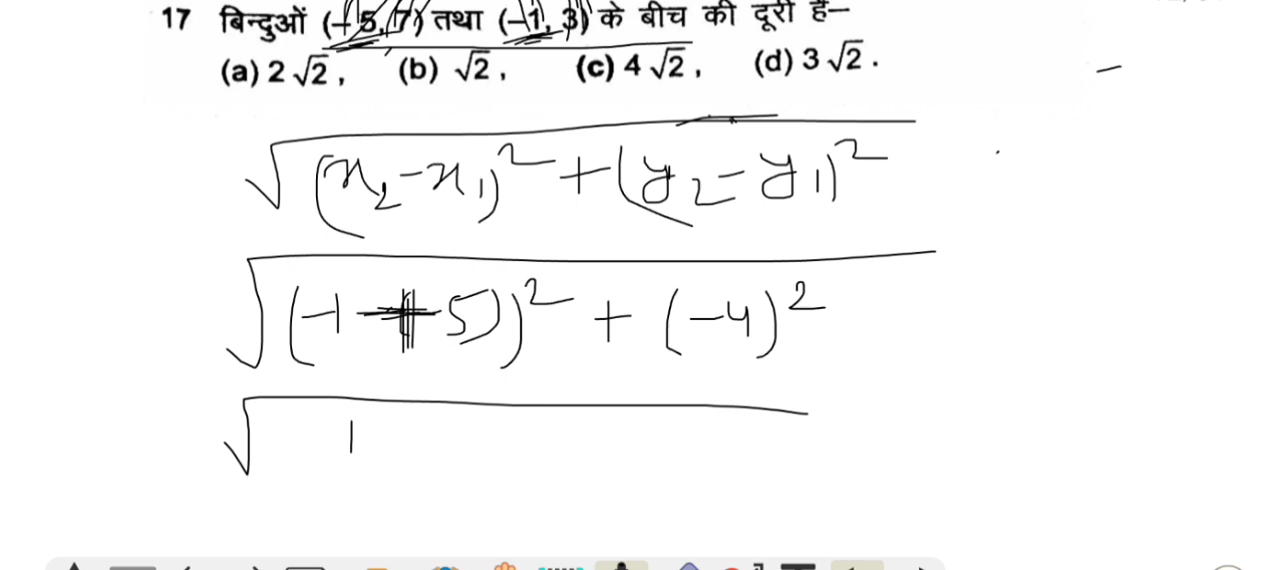 17 बिन्दुओं (–5, 7) तथा (–1, 3) के बीच की दूरी है–
(a) 2 √2 , (b) √2 , (c) 4 √2 , (d) 3 √2 .
√(x₂-x₁)² + (y₂-y₁)²
√(-1+5))² + (-4)²
√1